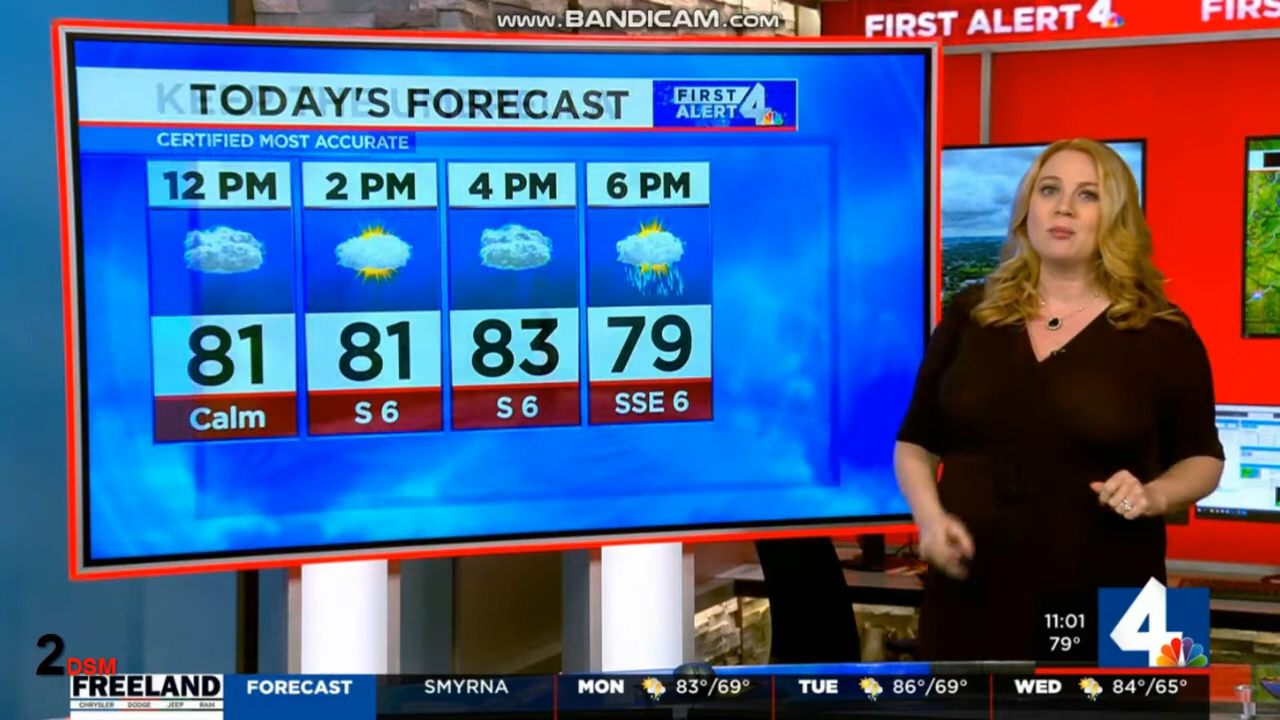 www.BANDICAM.com
FIRST ALERT 4
FIRS
TODAY'S FORECAST
FIRST
ALERT 4
CERTIFIED MOST ACCURATE
12 PM 2 PM 4 PM 6 PM
81 81 83 79
Calm S 6 S 6 SSE 6
11:01
79°
4
2DSM
FREELAND
CHRYSLER DODGE JEEP RAM
FORECAST
SMYRNA
MON 83°/69°
TUE 86°/69°
WED 84°/65°